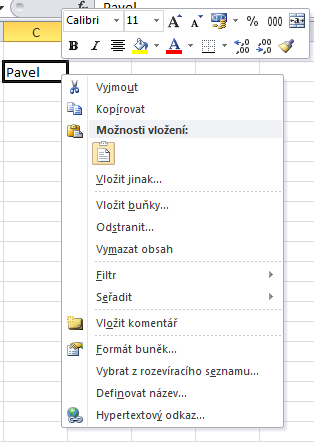 Pavel
Calibri 11 A A % 000
B I A
C
Pavel
Vyjmout
Kopírovat
Možnosti vložení:
Vložit jinak...
Vložit buňky...
Odstranit...
Vymazat obsah
Filtr
Seřadit
Vložit komentář
Formát buněk...
Vybrat z rozevíracího seznamu...
Definovat název...
Hypertextový odkaz...